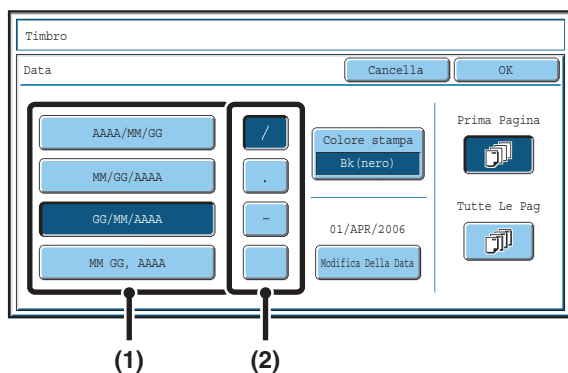 Timbro
Data
Cancella
OK
AAAA/MM/GG
MM/GG/AAAA
GG/MM/AAAA
MM GG, AAAA
/
.
-
Colore stampa
Bk(nero)
01/APR/2006
Modifica Della Data
Prima Pagina
Tutte Le Pag
(1)
(2)